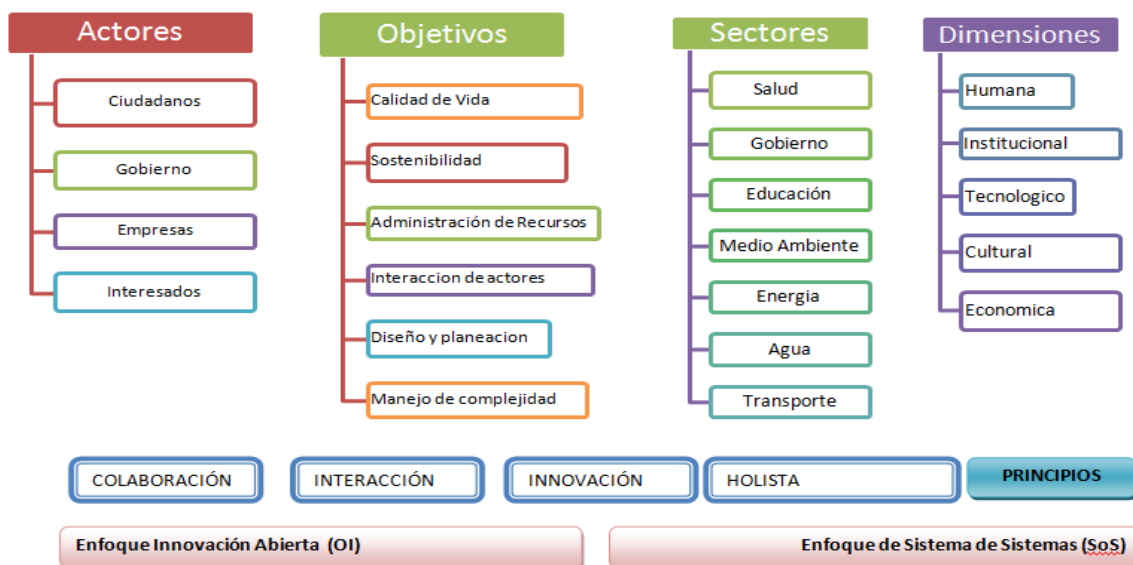 Actores
Ciudadanos
Gobierno
Empresas
Interesados
Objetivos
Calidad de Vida
Sostenibilidad
Administración de Recursos
Interaccion de actores
Diseño y planeacion
Manejo de complejidad
Sectores
Salud
Gobierno
Educación
Medio Ambiente
Energia
Agua
Transporte
Dimensiones
Humana
Institucional
Tecnologico
Cultural
Economica
COLABORACIÓN
INTERACCIÓN
INNOVACIÓN
HOLISTA
PRINCIPIOS
Enfoque Innovación Abierta (OI)
Enfoque de Sistema de Sistemas (SoS)